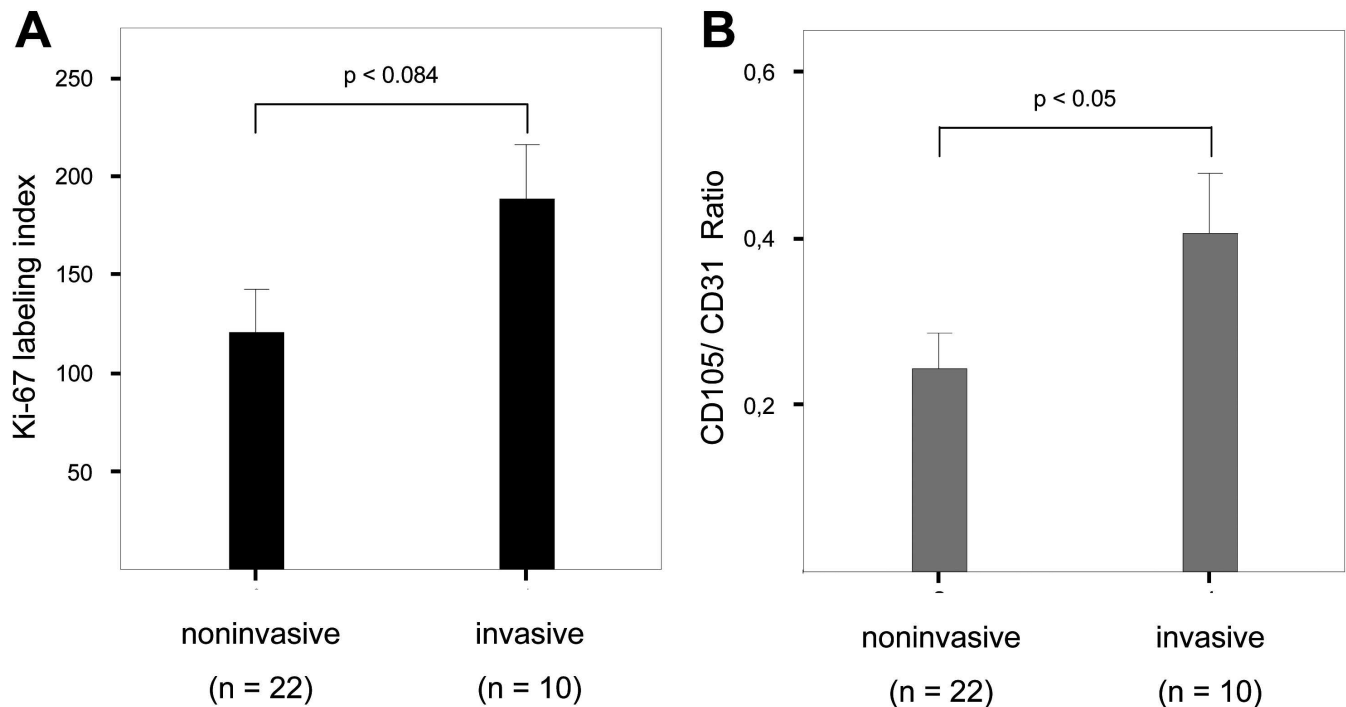 A
250
200
150
100
50
Ki-67 labeling index
p < 0.084
noninvasive
invasive
(n = 22)
(n = 10)
B
0,6
0,4
0,2
CD105/ CD31 Ratio
p < 0.05
noninvasive
invasive
(n = 22)
(n = 10)